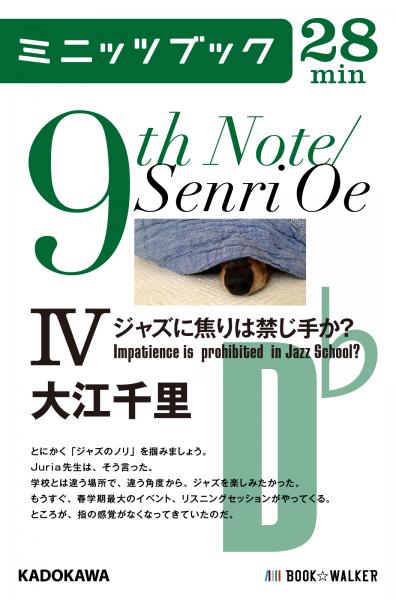 ミニッツブック
28
min
9th Note/
Senri Oe
IV
ジャズに焦りは禁じ手か?
Impatience is prohibited in Jazz School?
大江千里
D♭
とにかく「ジャズのノリ」を掴みましょう。
Juria先生は、そう言った。
学校とは違う場所で、違う角度から、ジャズを楽しみたかった。
もうすぐ、春学期最大のイベント、リスニングセッションがやってくる。
ところが、指の感覚がなくなってきていたのだ。
KADOKAWA
BOOK☆WALKER